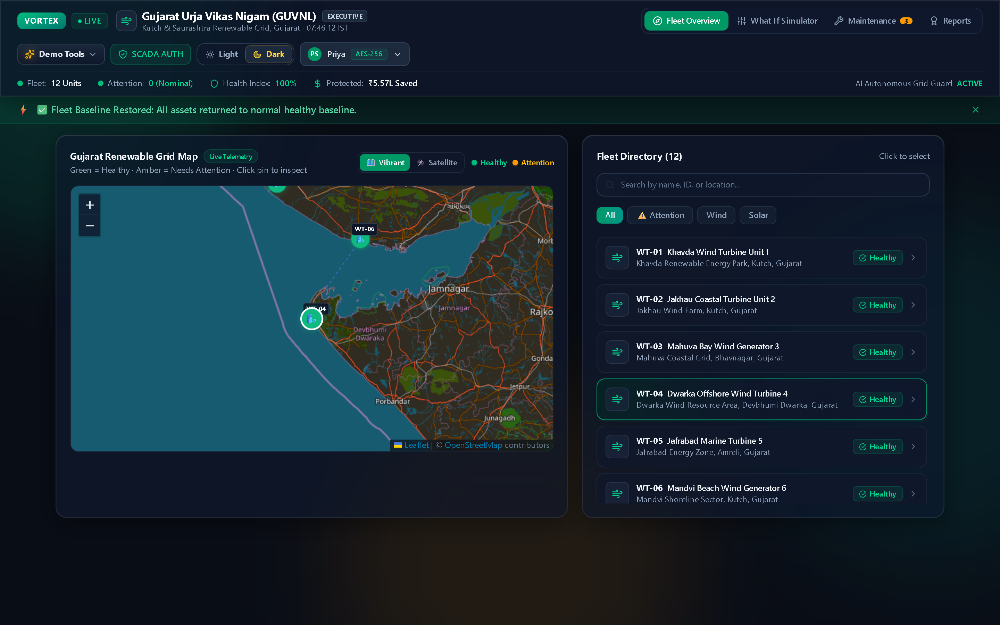 VORTEX
LIVE
Gujarat Urja Vikas Nigam (GUVNL)
EXECUTIVE
Kutch & Saurashtra Renewable Grid, Gujarat · 07:46:12 IST
Fleet Overview
What-If Simulator
Maintenance 3
Reports
Demo Tools
SCADA AUTH
Light
Dark
PS
Priya
AES-256
Fleet: 12 Units
Attention: 0 (Nominal)
Health Index: 100%
Protected: ₹5.57L Saved
AI Autonomous Grid Guard ACTIVE
Fleet Baseline Restored: All assets returned to normal healthy baseline.
Gujarat Renewable Grid Map
Live Telemetry
Green = Healthy · Amber = Needs Attention · Click pin to inspect
Vibrant
Satellite
Healthy
Attention
+
−
ગાંધીધામ
WT-06
Morb
Jamnagar
Jamnagar
WT-04
Rajko
Devbhumi
Dwaraka
Gonda
Jetpur
Porbandar
Junagadh
Leaflet | © OpenStreetMap contributors
Fleet Directory (12)
Click to select
Search by name, ID, or location...
All
Attention
Wind
Solar
WT-01 Khavda Wind Turbine Unit 1
Khavda Renewable Energy Park, Kutch, Gujarat
Healthy
WT-02 Jakhau Coastal Turbine Unit 2
Jakhau Wind Farm, Kutch, Gujarat
Healthy
WT-03 Mahuva Bay Wind Generator 3
Mahuva Coastal Grid, Bhavnagar, Gujarat
Healthy
WT-04 Dwarka Offshore Wind Turbine 4
Dwarka Wind Resource Area, Devbhumi Dwarka, Gujarat
Healthy
WT-05 Jafrabad Marine Turbine 5
Jafrabad Energy Zone, Amreli, Gujarat
Healthy
WT-06 Mandvi Beach Wind Generator 6
Mandvi Shoreline Sector, Kutch, Gujarat
Healthy